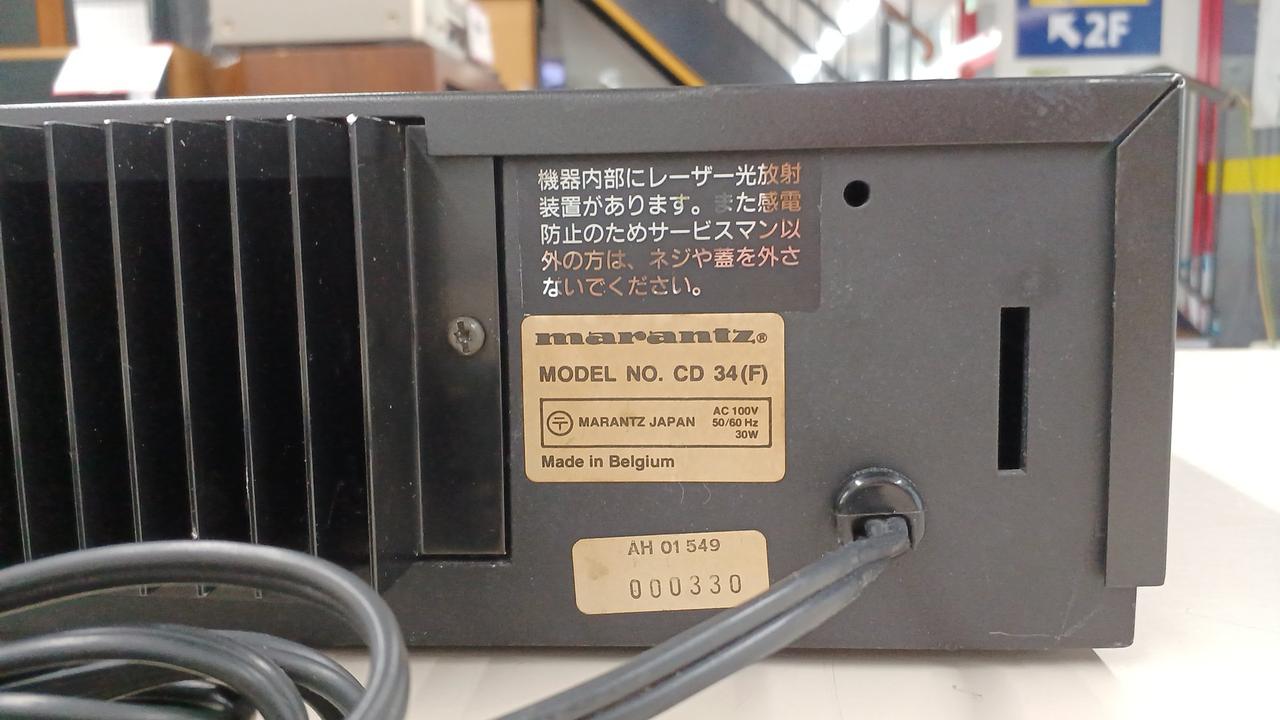 2F
機器内部にレーザー光放射
装置があります。また感電
防止のためサービスマン以
外の方は、ネジや蓋を外さ
ないでください。
marantz®
MODEL NO. CD 34 (F)
〒 MARANTZ JAPAN
AC 100V
50/60 Hz
30W
Made in Belgium
AH 01 549
000330